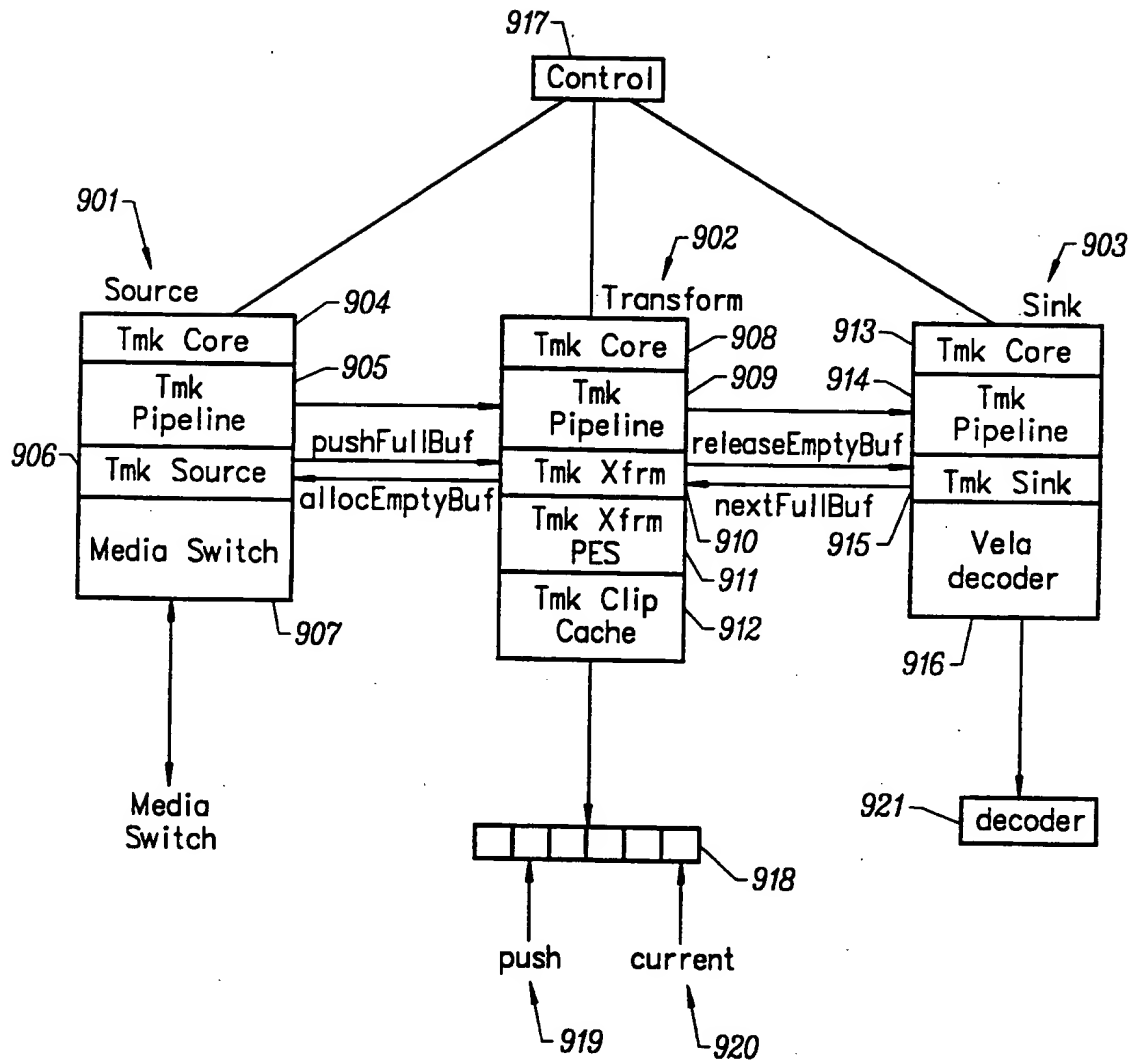 917
Control
901
902
903
Source
904
Transform
908
Sink
913
Tmk Core
Tmk Core
Tmk Core
905
909
914
Tmk
Pipeline
Tmk
Pipeline
Tmk
Pipeline
906
pushFullBuf
releaseEmptyBuf
Tmk Source
Tmk Xfrm
Tmk Sink
allocEmptyBuf
nextFullBuf
910
915
Media Switch
Tmk Xfrm
PES
911
Vela
decoder
907
Tmk Clip
Cache
912
916
Media
Switch
921
decoder
918
push
current
919
920